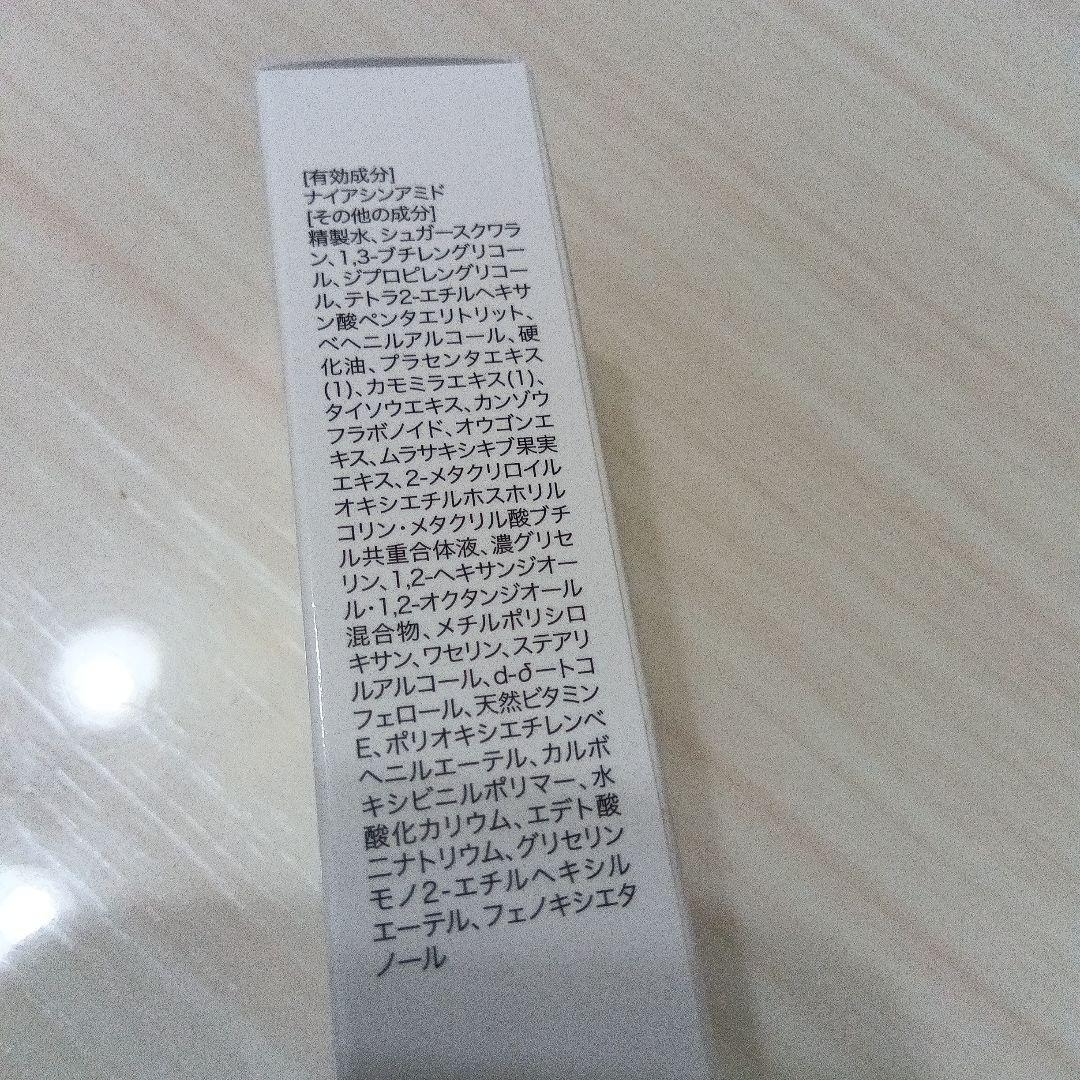 [有効成分]
ナイアシンアミド
[その他の成分]
精製水、シュガースクワラ
ン、1,3-ブチレングリコー
ル、ジプロピレングリコー
ル、テトラ2-エチルヘキサ
ン酸ペンタエリトリット、
ベヘニルアルコール、硬
化油、プラセンタエキス
(1)、カモミラエキス(1)、
タイソウエキス、カンゾウ
フラボノイド、オウゴンエ
キス、ムラサキシキブ果実
エキス、2-メタクリロイル
オキシエチルホスホリル
コリン・メタクリル酸ブチ
ル共重合体液、濃グリセ
リン、1,2-ヘキサンジオー
ル・1,2-オクタンジオール
混合物、メチルポリシロ
キサン、ワセリン、ステアリ
ルアルコール、d-δートコ
フェロール、天然ビタミン
E、ポリオキシエチレンベ
ヘニルエーテル、カルボ
キシビニルポリマー、水
酸化カリウム、エデト酸
ニナトリウム、グリセリン
モノ2-エチルヘキシル
エーテル、フェノキシエタ
ノール